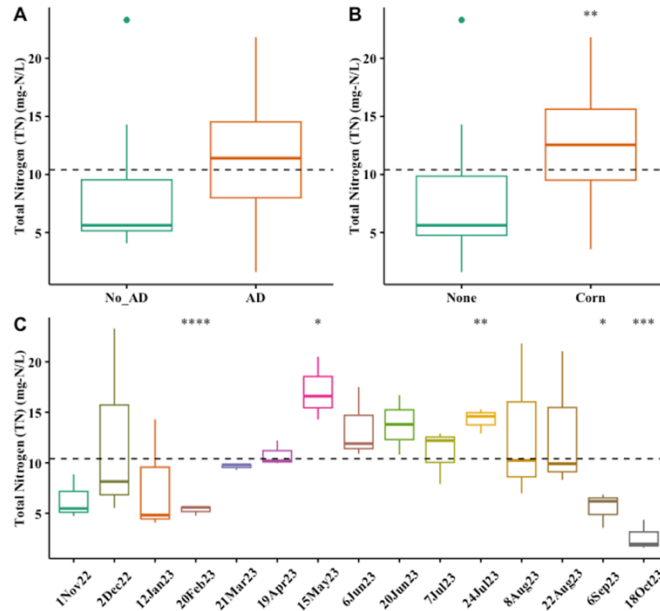 A
B
Total Nitrogen (TN) (mg-N/L)
20
15
10
5
No_AD
AD
**
Total Nitrogen (TN) (mg-N/L)
20
15
10
5
None
Corn
C
****
*
**
*
***
Total Nitrogen (TN) (mg-N/L)
20
15
10
5
1Nov22
2Dec22
12Jan23
20Feb23
21Mar23
19Apr23
15May23
6Jun23
20Jun23
7Jul23
24Jul23
8Aug23
22Aug23
6Sep23
18Oct23